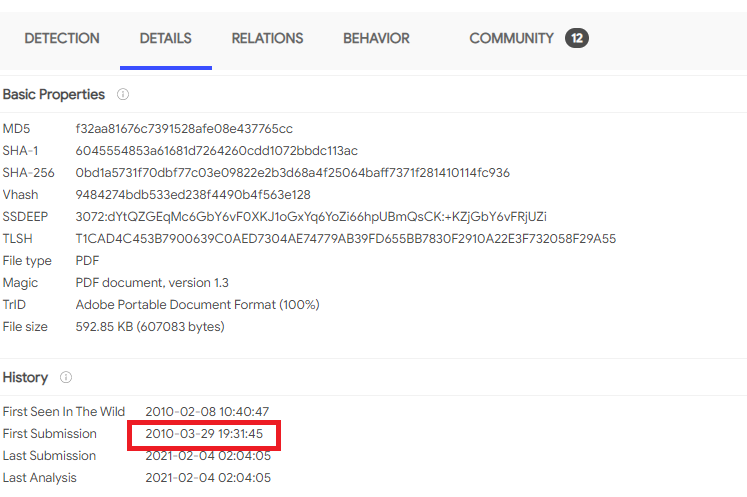 DETECTION DETAILS RELATIONS BEHAVIOR COMMUNITY 12
Basic Properties
MD5 f32aa81676c7391528afe08e437765cc
SHA-1 6045554853a61681d7264260cdd1072bbdc113ac
SHA-256 0bd1a5731f70dbf77c03e09822e2b3d68a4f25064baff7371f281410114fc936
Vhash 9484274bdb533ed238f4490b4f563e128
SSDEEP 3072:dYtQZGEqMc6GbY6vF0XKJ1oGxYq6YoZi66hpUBmQsCK:+KZjGbY6vFRjUZi
TLSH T1CAD4C453B7900639C0AED7304AE74779AB39FD655BB7830F2910A22E3F732058F29A55
File type PDF
Magic PDF document, version 1.3
TrID Adobe Portable Document Format (100%)
File size 592.85 KB (607083 bytes)
History
First Seen In The Wild 2010-02-08 10:40:47
First Submission 2010-03-29 19:31:45
Last Submission 2021-02-04 02:04:05
Last Analysis 2021-02-04 02:04:05